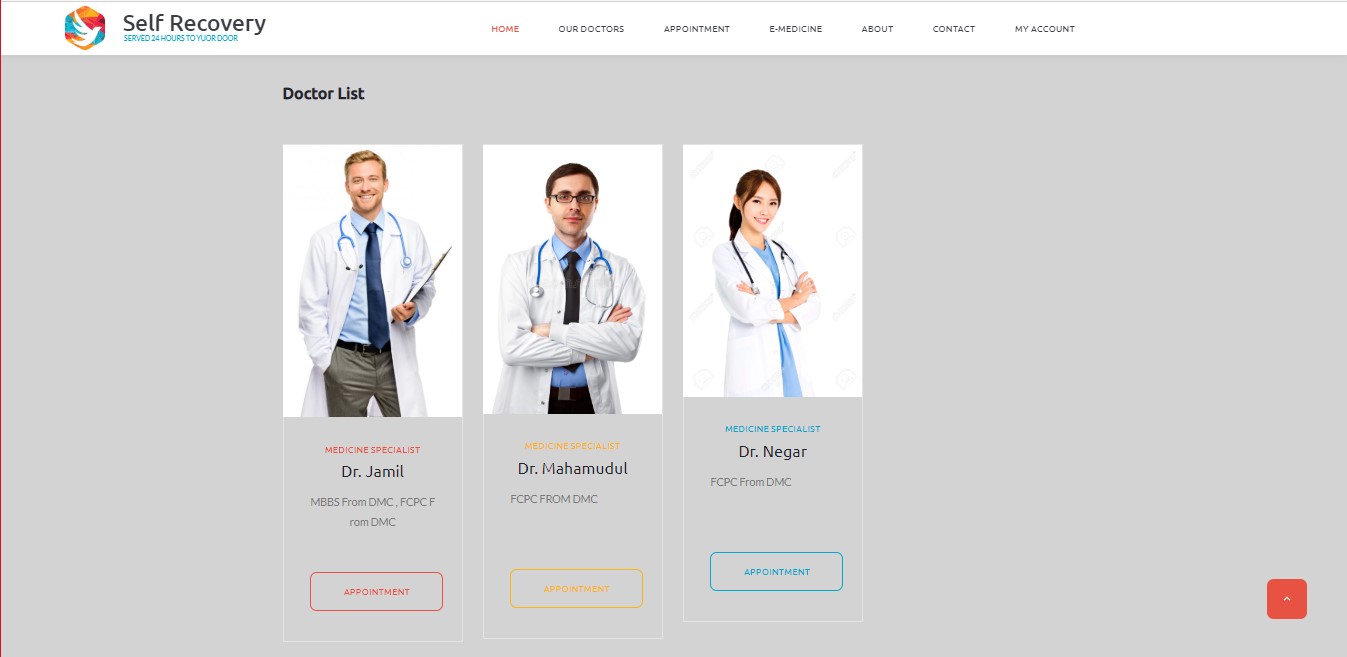 Self Recovery
SERVED 24 HOURS TO YUOR DOOR
HOME OUR DOCTORS APPOINTMENT E-MEDICINE ABOUT CONTACT MY ACCOUNT
Doctor List
MEDICINE SPECIALIST
Dr. Jamil
MBBS From DMC , FCPC F
rom DMC
APPOINTMENT
MEDICINE SPECIALIST
Dr. Mahamudul
FCPC FROM DMC
APPOINTMENT
MEDICINE SPECIALIST
Dr. Negar
FCPC From DMC
APPOINTMENT